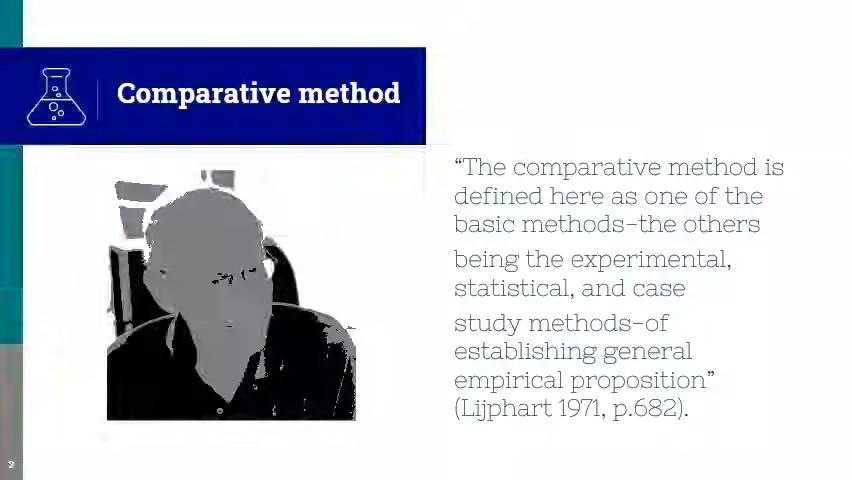 Comparative method
“The comparative method is
defined here as one of the
basic methods–the others
being the experimental,
statistical, and case
study methods–of
establishing general
empirical proposition”
(Lijphart 1971, p.682).
2